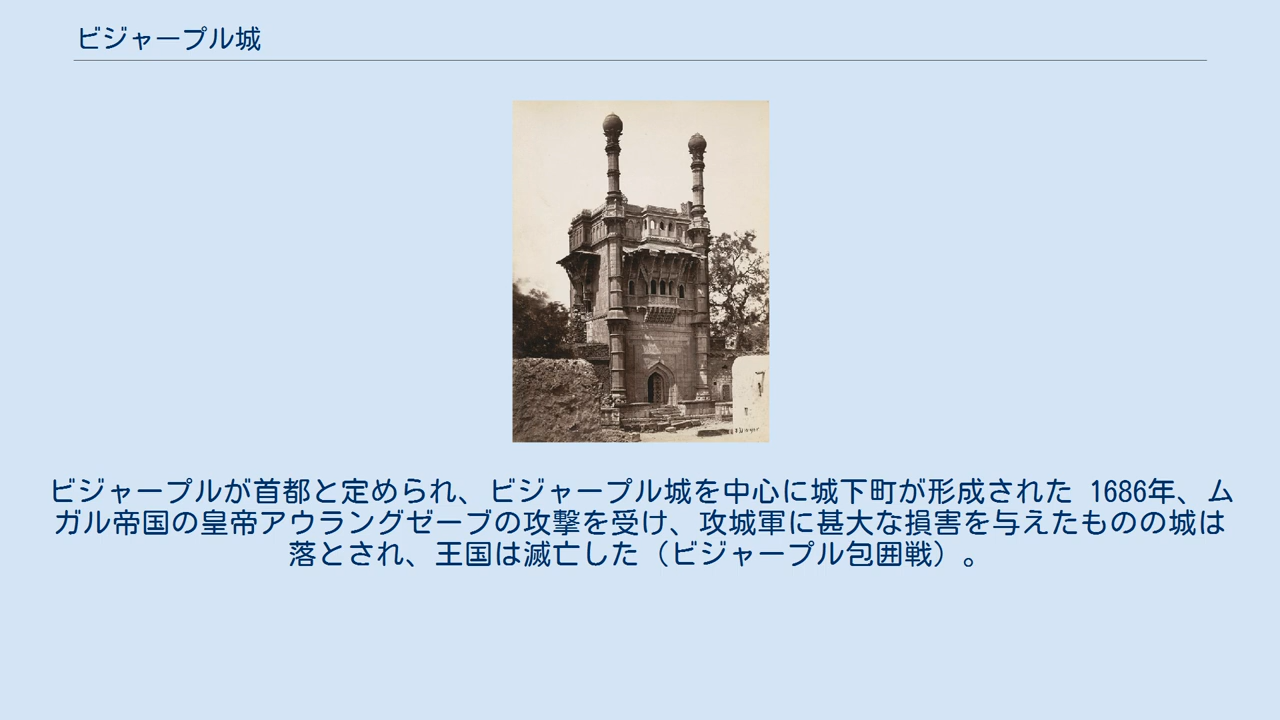 ビジャープル城
ビジャープルが首都と定められ、ビジャープル城を中心に城下町が形成された 1686年、ム
ガル帝国の皇帝アウラングゼーブの攻撃を受け、攻城軍に甚大な損害を与えたものの城は
落とされ、王国は滅亡した（ビジャープル包囲戦）。